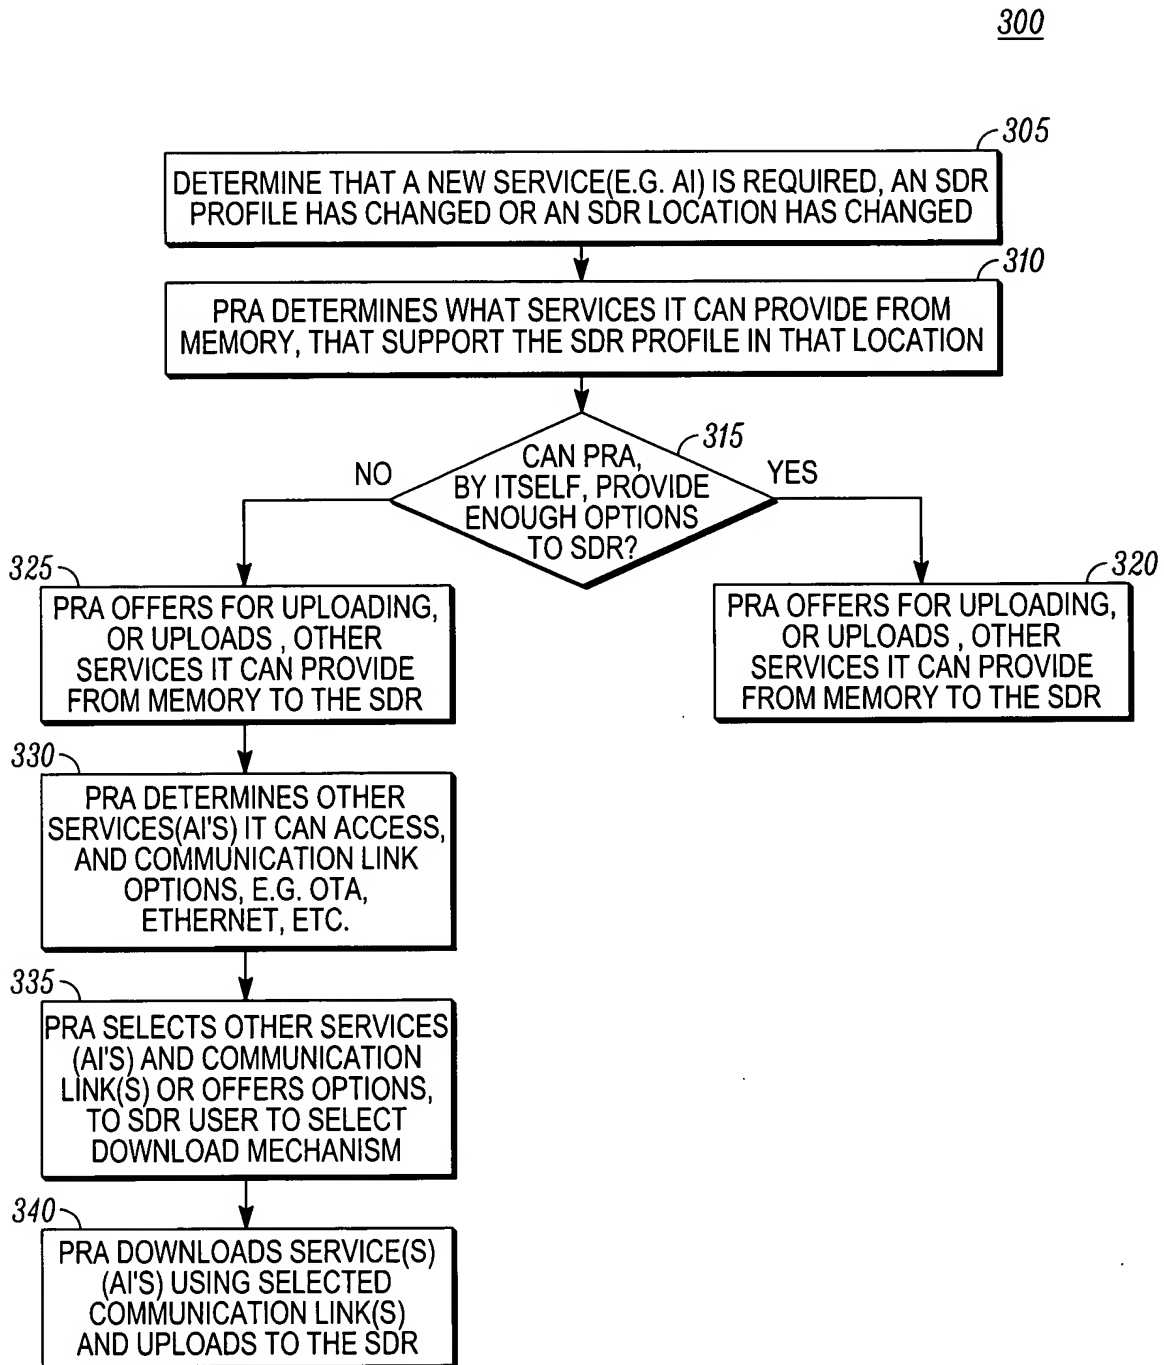 300
305
DETERMINE THAT A NEW SERVICE(E.G. AI) IS REQUIRED, AN SDR
PROFILE HAS CHANGED OR AN SDR LOCATION HAS CHANGED
310
PRA DETERMINES WHAT SERVICES IT CAN PROVIDE FROM
MEMORY, THAT SUPPORT THE SDR PROFILE IN THAT LOCATION
315
CAN PRA,
BY ITSELF, PROVIDE
ENOUGH OPTIONS
TO SDR?
NO
YES
325
PRA OFFERS FOR UPLOADING,
OR UPLOADS , OTHER
SERVICES IT CAN PROVIDE
FROM MEMORY TO THE SDR
320
PRA OFFERS FOR UPLOADING,
OR UPLOADS , OTHER
SERVICES IT CAN PROVIDE
FROM MEMORY TO THE SDR
330
PRA DETERMINES OTHER
SERVICES(AI'S) IT CAN ACCESS,
AND COMMUNICATION LINK
OPTIONS, E.G. OTA,
ETHERNET, ETC.
335
PRA SELECTS OTHER SERVICES
(AI'S) AND COMMUNICATION
LINK(S) OR OFFERS OPTIONS,
TO SDR USER TO SELECT
DOWNLOAD MECHANISM
340
PRA DOWNLOADS SERVICE(S)
(AI'S) USING SELECTED
COMMUNICATION LINK(S)
AND UPLOADS TO THE SDR